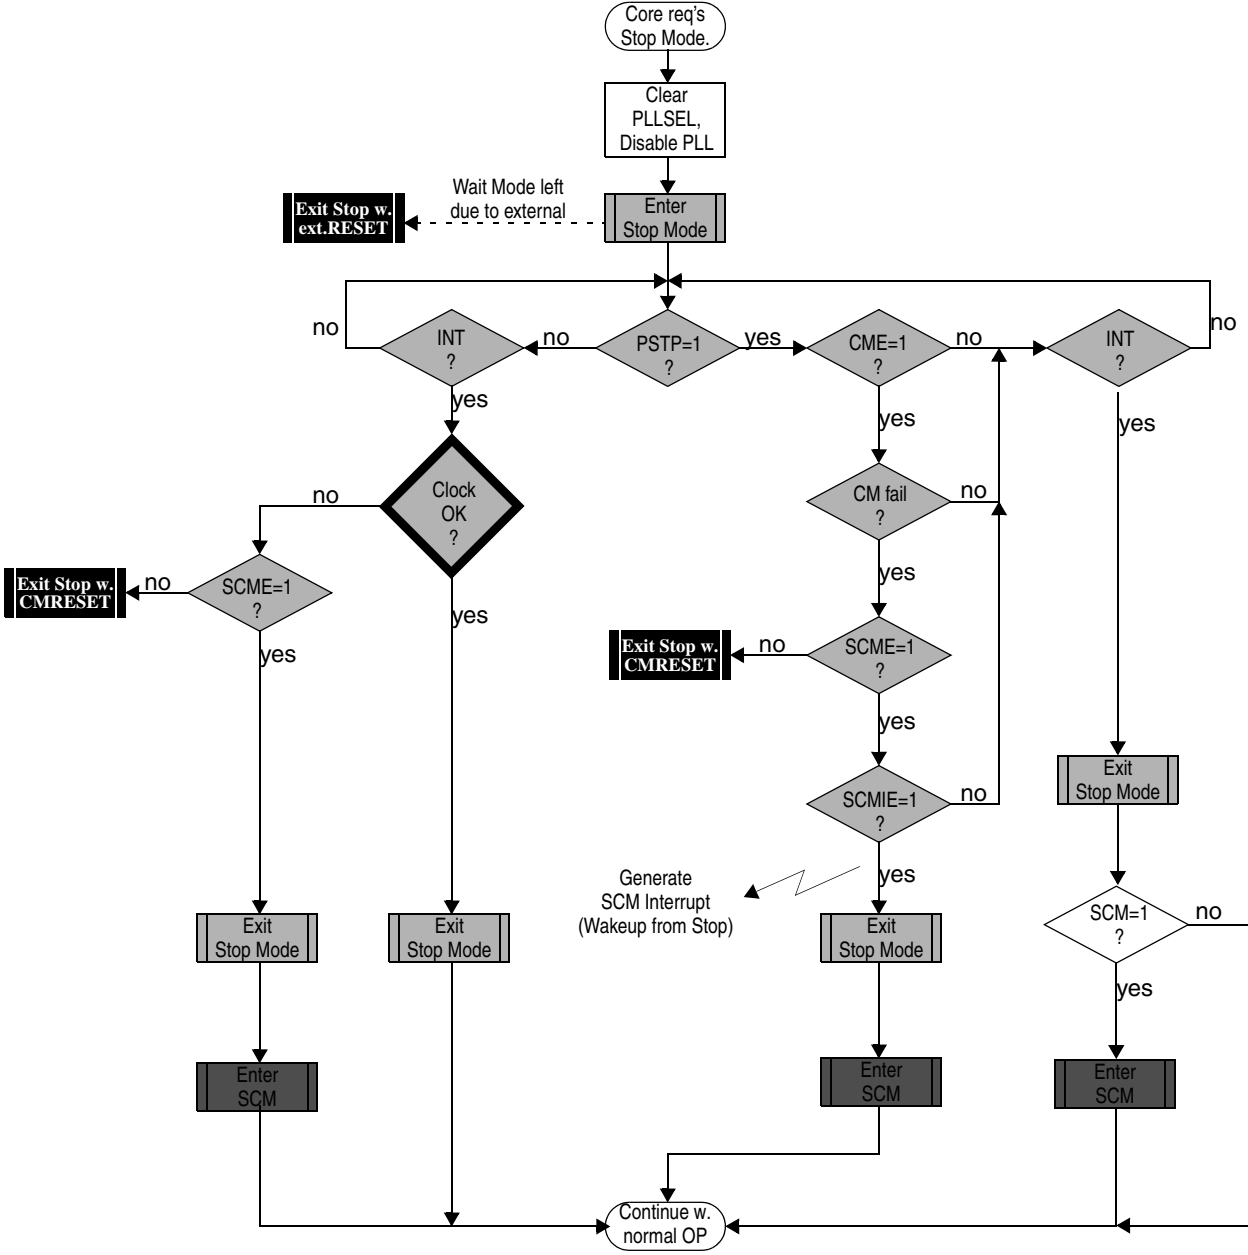 Core req's
Stop Mode.
Clear
PLLSEL,
Disable PLL
Wait Mode left
due to external
Exit Stop w.
ext.RESET
Enter
Stop Mode
no
INT
?
no
PSTP=1
?
yes
CME=1
?
no
INT
?
no
yes
yes
yes
Clock
OK
?
no
CM fail
?
no
Exit Stop w.
CMRESET
no
SCME=1
?
yes
yes
yes
Exit Stop w.
CMRESET
no
SCME=1
?
yes
Exit
Stop Mode
SCMIE=1
?
no
yes
Generate
SCM Interrupt
(Wakeup from Stop)
Exit
Stop Mode
Exit
Stop Mode
Exit
Stop Mode
SCM=1
?
no
yes
Enter
SCM
Enter
SCM
Enter
SCM
Continue w.
normal OP